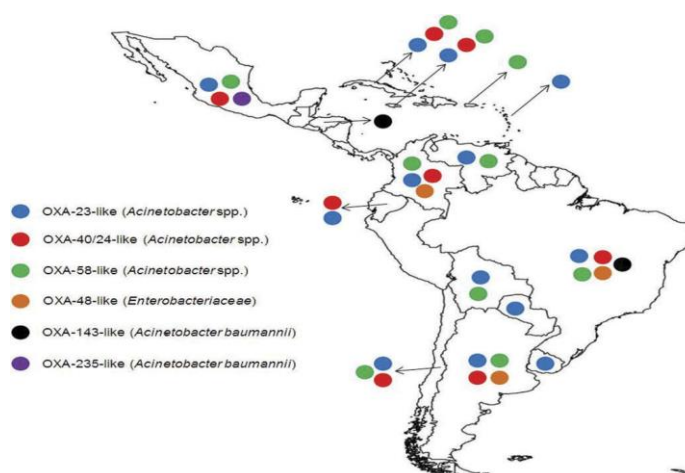 OXA-23-like (Acinetobacter spp.)
OXA-40/24-like (Acinetobacter spp.)
OXA-58-like (Acinetobacter spp.)
OXA-48-like (Enterobacteriaceae)
OXA-143-like (Acinetobacter baumannii)
OXA-235-like (Acinetobacter baumannii)